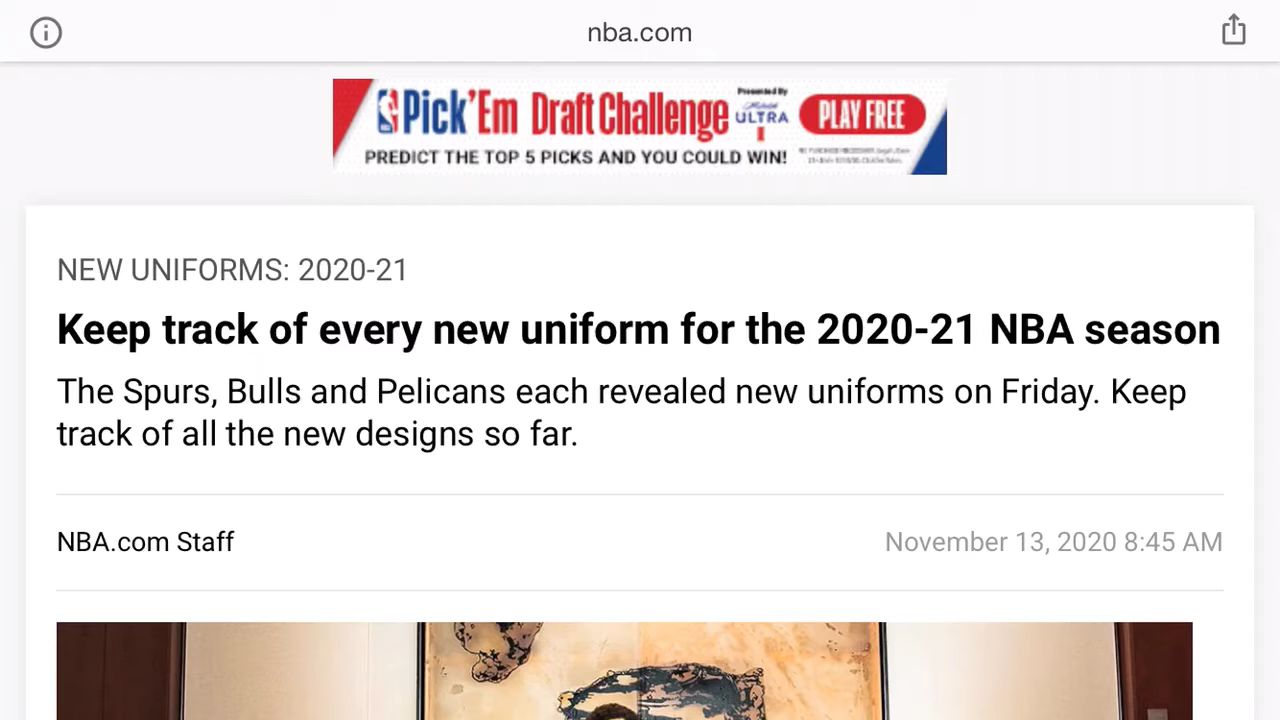 nba.com
Pick'Em Draft Challenge
Presented By
ULTRA
PLAY FREE
PREDICT THE TOP 5 PICKS AND YOU COULD WIN!
NEW UNIFORMS: 2020-21
Keep track of every new uniform for the 2020-21 NBA season
The Spurs, Bulls and Pelicans each revealed new uniforms on Friday. Keep
track of all the new designs so far.
NBA.com Staff
November 13, 2020 8:45 AM